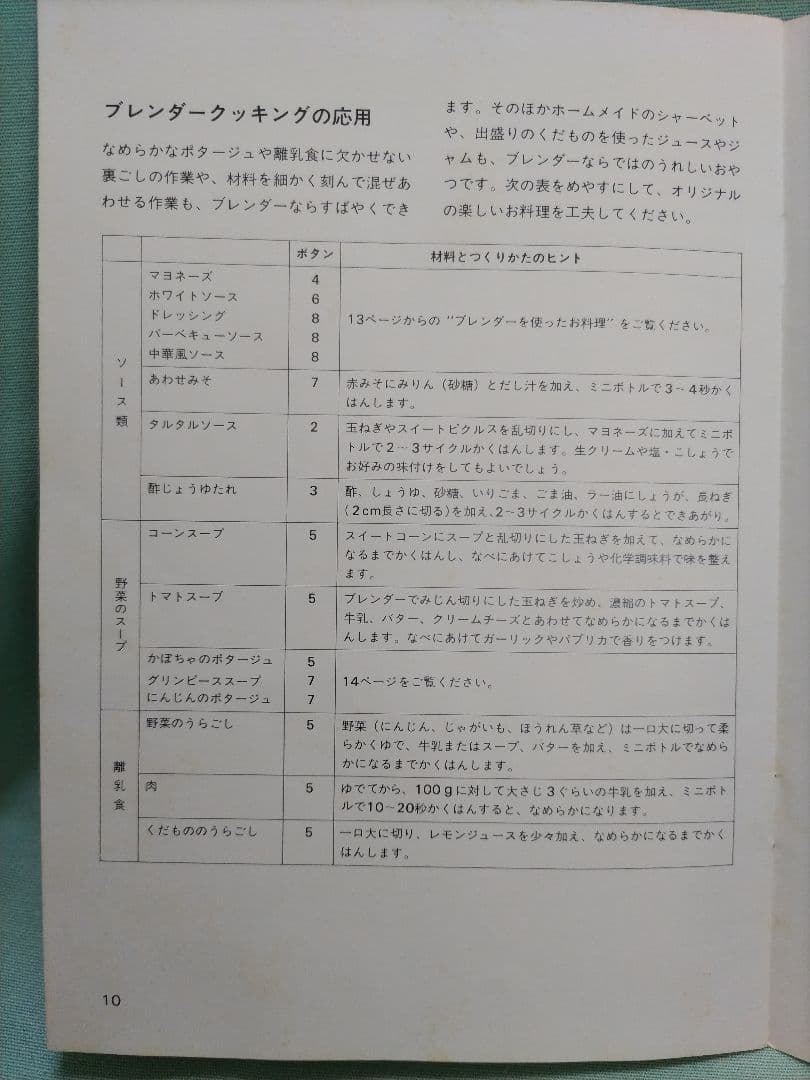 ブレンダークッキングの応用
なめらかなポタージュや離乳食に欠かせない
裏ごしの作業や、材料を細かく刻んで混ぜあ
わせる作業も、ブレンダーならすばやくでき
ます。そのほかホームメイドのシャーベット
や、出盛りのくだものを使ったジュースやジ
ャムも、ブレンダーならではのうれしいおや
つです。次の表をめやすにして、オリジナル
の楽しいお料理を工夫してください。
ボタン 材料とつくりかたのヒント
ソース類
マヨネーズ 4
ホワイトソース 6
ドレッシング 8
バーベキューソース 8
中華風ソース 8
13ページからの“ブレンダーを使ったお料理”をご覧ください。
あわせみそ 7 赤みそにみりん（砂糖）とだし汁を加え、ミニボトルで3～4秒かく
はんします。
タルタルソース 2 玉ねぎやスイートピクルスを乱切りにし、マヨネーズに加えてミニボ
トルで2～3サイクルかくはんします。生クリームや塩・こしょうで
お好みの味付けをしてもよいでしょう。
酢じょうゆたれ 3 酢、しょうゆ、砂糖、いりごま、ごま油、ラー油にしょうが、長ねぎ
(2cm長さに切る)を加え、2～3サイクルかくはんするとできあがり。
野菜のスープ
コーンスープ 5 スイートコーンにスープと乱切りにした玉ねぎを加えて、なめらかに
なるまでかくはんし、なべにあけてこしょうや化学調味料で味を整え
ます。
トマトスープ 5 ブレンダーでみじん切りにした玉ねぎを炒め、濃縮のトマトスープ、
牛乳、バター、クリームチーズとあわせてなめらかになるまでかくは
んします。なべにあけてガーリックやパプリカで香りをつけます。
かぼちゃのポタージュ 5
グリンピーススープ 7
にんじんのポタージュ 7
14ページをご覧ください。
離乳食
野菜のうらごし 5 野菜（にんじん、じゃがいも、ほうれん草など）は一口大に切って柔
らかくゆで、牛乳またはスープ、バターを加え、ミニボトルでなめら
かになるまでかくはんします。
肉 5 ゆでてから、100gに対して大さじ3ぐらいの牛乳を加え、ミニボト
ルで10～20秒かくはんすると、なめらかになります。
くだもののうらごし 5 一口大に切り、レモンジュースを少々加え、なめらかになるまでかく
はんします。
10